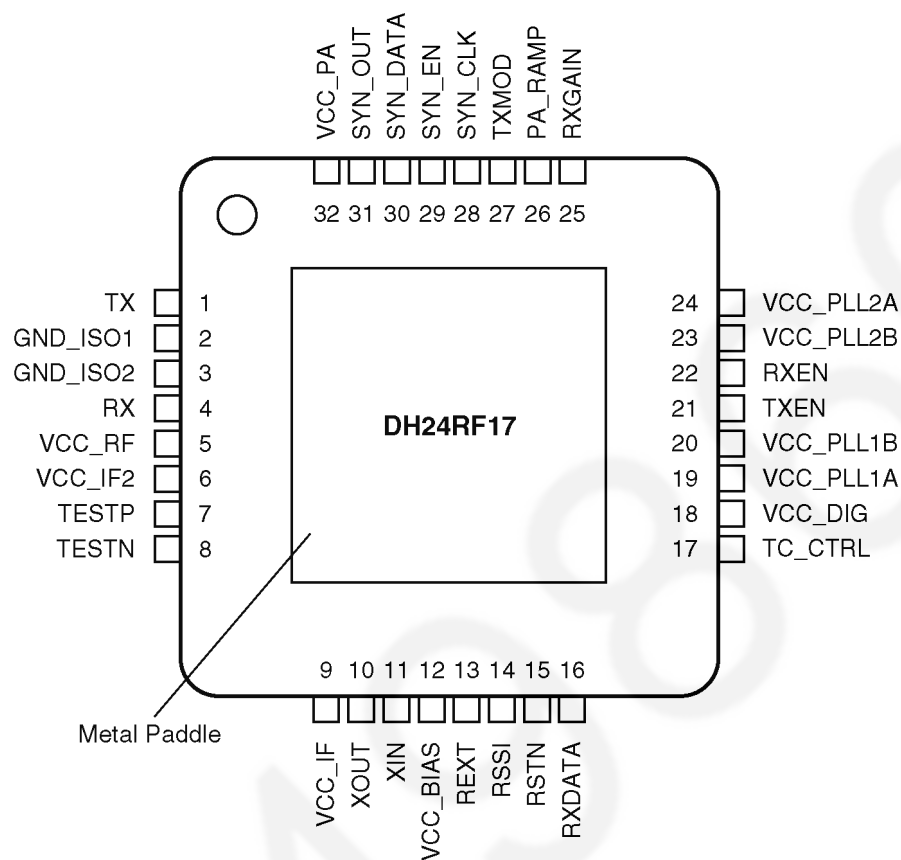 VCC_PA
SYN_OUT
SYN_DATA
SYN_EN
SYN_CLK
TXMOD
PA_RAMP
RXGAIN
32 31 30 29 28 27 26 25
TX 1
GND_ISO1 2
GND_ISO2 3
RX 4
VCC_RF 5
VCC_IF2 6
TESTP 7
TESTN 8
DH24RF17
24 VCC_PLL2A
23 VCC_PLL2B
22 RXEN
21 TXEN
20 VCC_PLL1B
19 VCC_PLL1A
18 VCC_DIG
17 TC_CTRL
9 10 11 12 13 14 15 16
Metal Paddle
VCC_IF
XOUT
XIN
VCC_BIAS
REXT
RSSI
RSTN
RXDATA